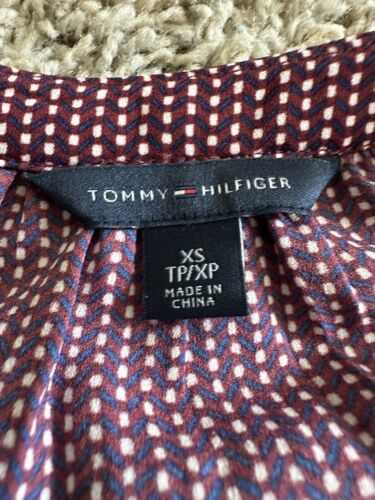 TOMMY HILFIGER
XS
TP/XP
MADE IN
CHINA